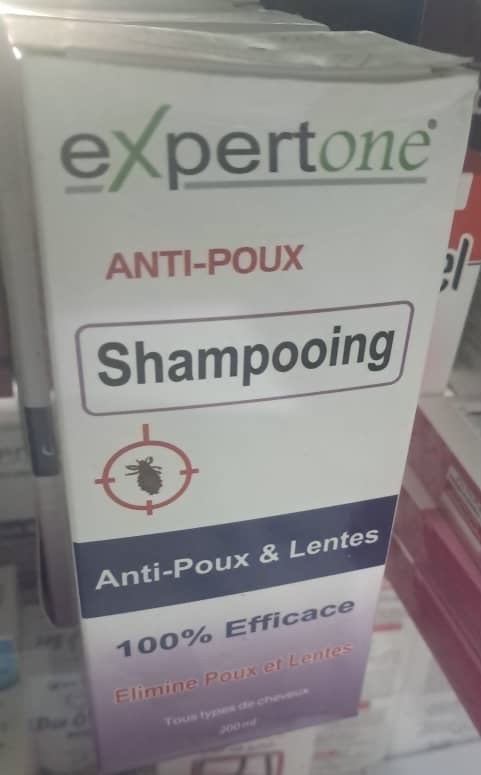 expertone
ANTI-POUX
Shampooing
Anti-Poux & Lentes
100% Efficace
Elimine Poux et Lentes
Tous types de cheveux
200 ml